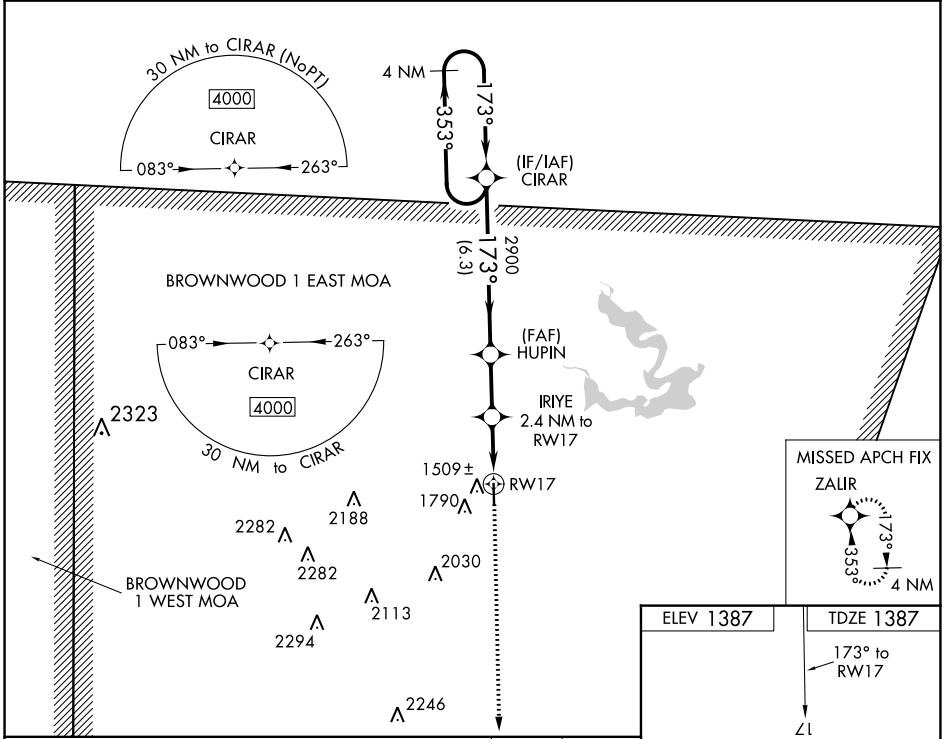 30 NM to CIRAR (NoPT)
4000
CIRAR
083°
263°
4 NM
353°
173°
(IF/IAF)
CIRAR
2900
173°
(6.3)
BROWNWOOD 1 EAST MOA
083°
263°
CIRAR
4000
30 NM to CIRAR
(FAF)
HUPIN
IRIYE
2.4 NM to
RW17
2323
1509±
RW17
1790
2188
2282
2282
2030
2113
2294
2246
BROWNWOOD
1 WEST MOA
MISSED APCH FIX
ZALIR
173°
353°
4 NM
ELEV 1387
TDZE 1387
173° to
RW17
17